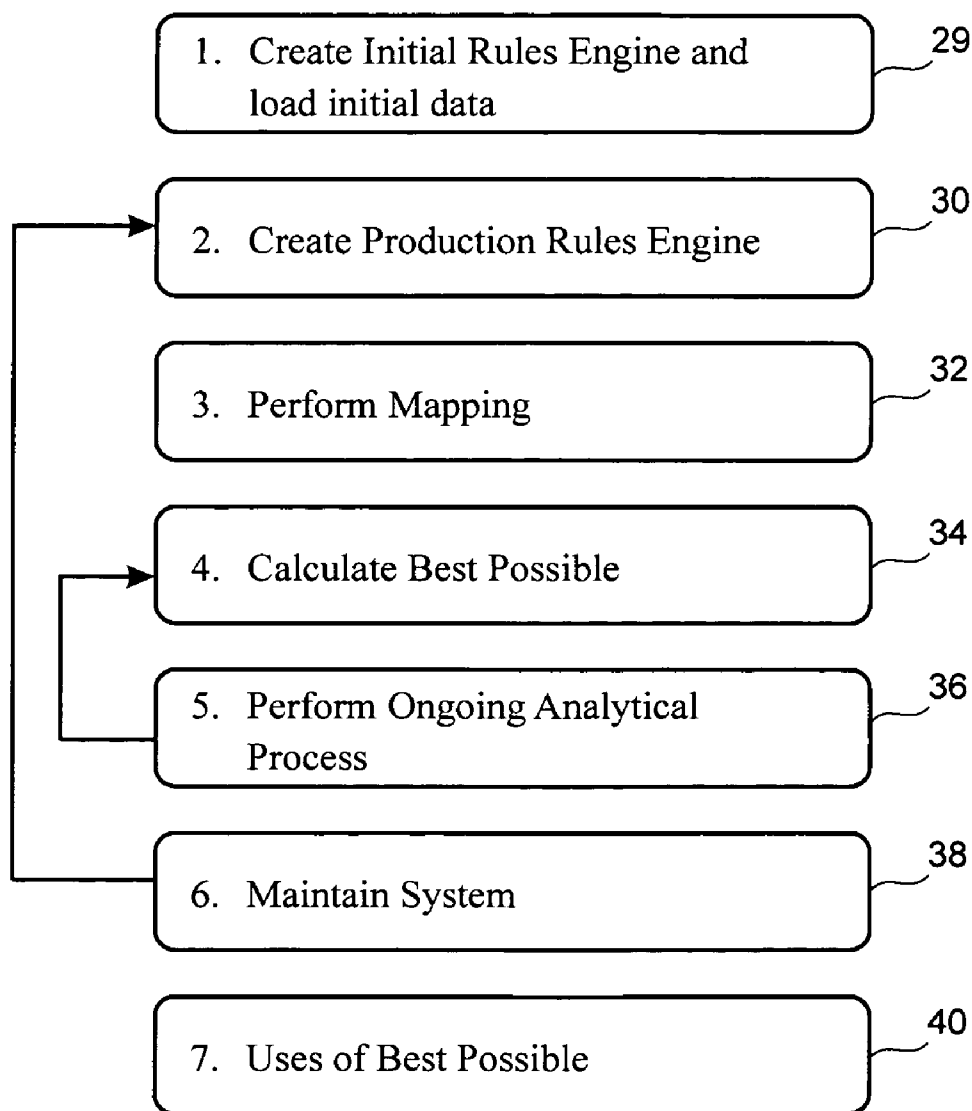 1. Create Initial Rules Engine and
load initial data
29
2. Create Production Rules Engine
30
3. Perform Mapping
32
4. Calculate Best Possible
34
5. Perform Ongoing Analytical
Process
36
6. Maintain System
38
7. Uses of Best Possible
40